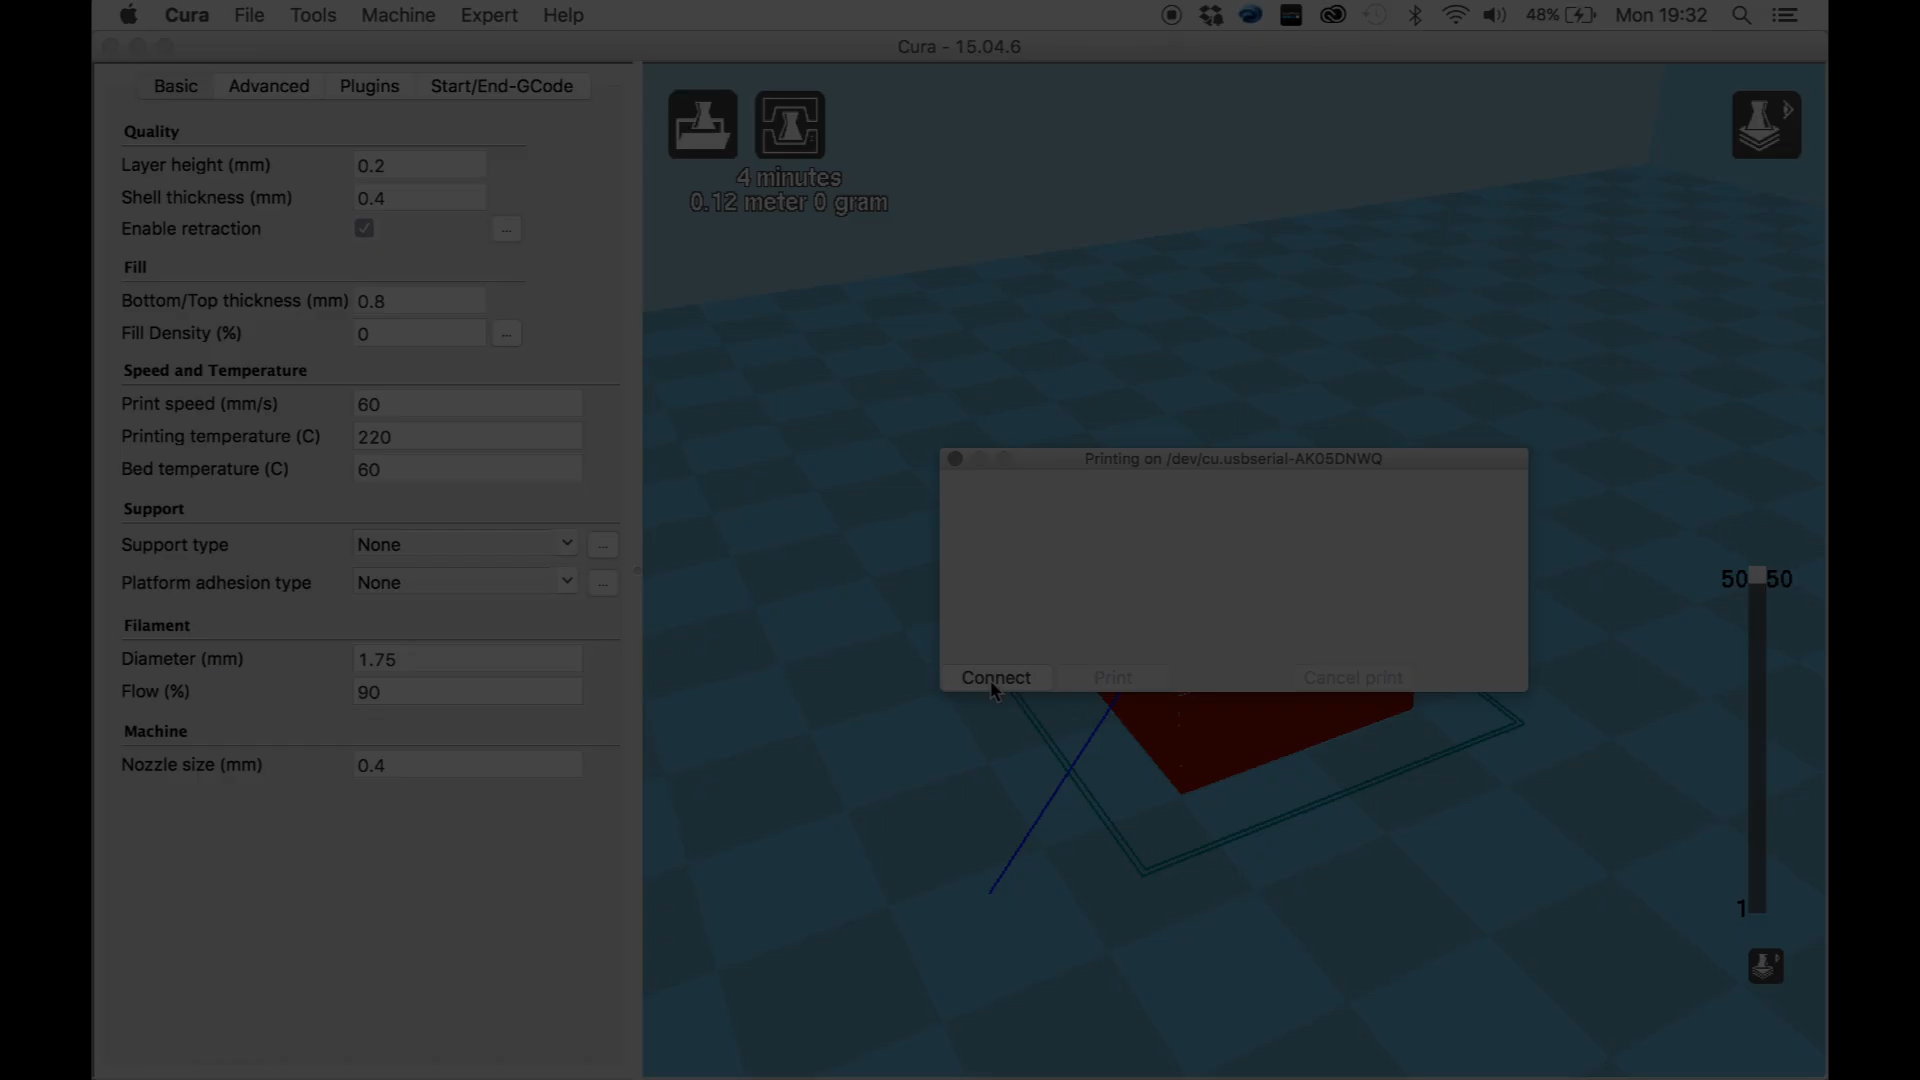 Cura File Tools Machine Expert Help 48% Mon 19:32
Cura - 15.04.6
Basic Advanced Plugins Start/End-GCode
Quality
Layer height (mm) 0.2
Shell thickness (mm) 0.4
Enable retraction ...
Fill
Bottom/Top thickness (mm) 0.8
Fill Density (%) 0 ...
Speed and Temperature
Print speed (mm/s) 60
Printing temperature (C) 220
Bed temperature (C) 60
Support
Support type None ...
Platform adhesion type None ...
Filament
Diameter (mm) 1.75
Flow (%) 90
Machine
Nozzle size (mm) 0.4
4 minutes
0.12 meter 0 gram
Printing on /dev/cu.usbserial-AK05DNWQ
Connect Print Cancel print
50 50
1